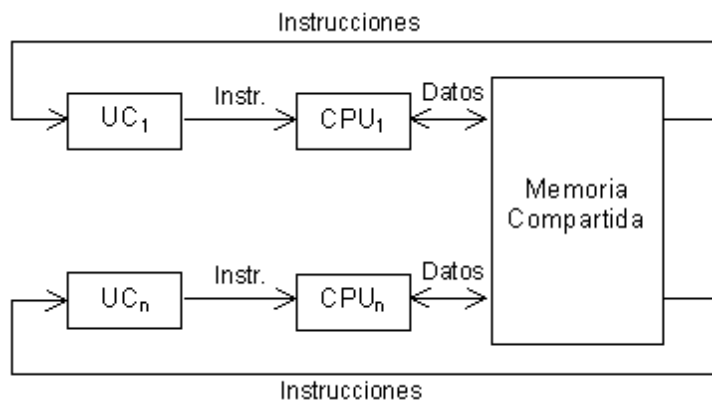 Instrucciones
UC₁
Instr.
CPU₁
Datos
Memoria
Compartida
UCₙ
Instr.
CPUₙ
Datos
Instrucciones